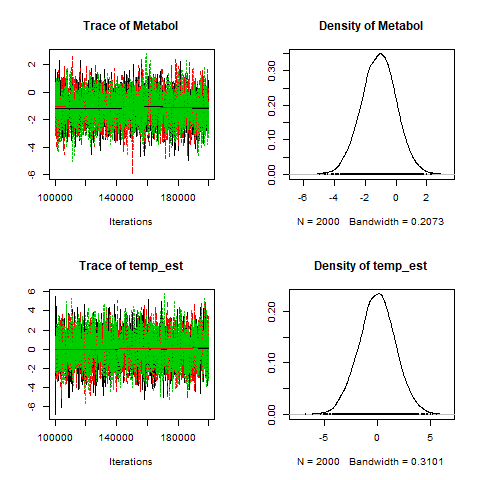 Trace of Metabol
2
0
-2
-4
-6
100000 140000 180000
Iterations
Density of Metabol
0.30
0.20
0.10
0.00
-6 -4 -2 0 2
N = 2000 Bandwidth = 0.2073
Trace of temp_est
6
4
2
0
-2
-4
-6
100000 140000 180000
Iterations
Density of temp_est
0.20
0.10
0.00
-5 0 5
N = 2000 Bandwidth = 0.3101